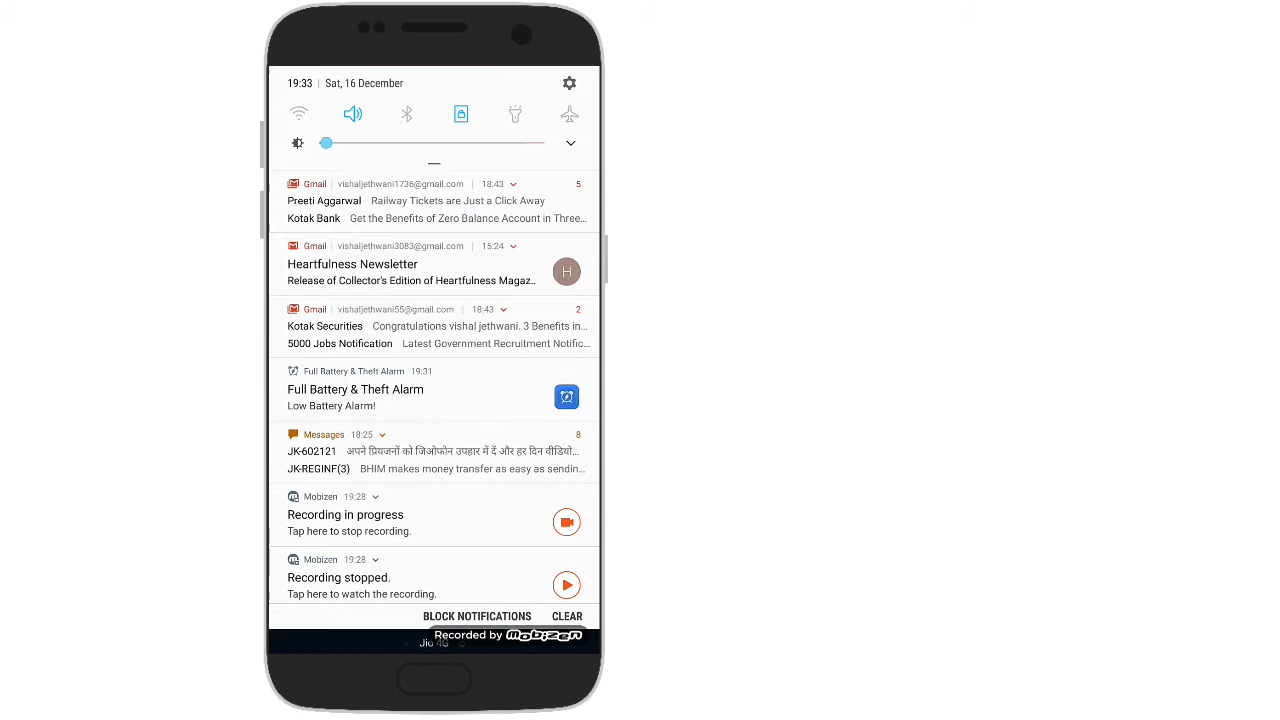 19:33 | Sat, 16 December
Gmail | vishaljethwani1736@gmail.com | 18:43 5
Preeti Aggarwal Railway Tickets are Just a Click Away
Kotak Bank Get the Benefits of Zero Balance Account in Three...
Gmail | vishaljethwani3083@gmail.com | 15:24
Heartfulness Newsletter
H
Release of Collector's Edition of Heartfulness Magaz..
Gmail | vishaljethwani55@gmail.com | 18:43 2
Kotak Securities Congratulations vishal jethwani. 3 Benefits in...
5000 Jobs Notification Latest Government Recruitment Notific...
Full Battery & Theft Alarm 19:31
Full Battery & Theft Alarm
Low Battery Alarm!
Messages 18:25 8
JK-602121 अपने प्रियजनों को जिओफोन उपहार में दें और हर दिन वीडियो...
JK-REGINF(3) BHIM makes money transfer as easy as sendin...
Mobizen 19:28
Recording in progress
Tap here to stop recording.
Mobizen 19:28
Recording stopped.
Tap here to watch the recording.
BLOCK NOTIFICATIONS CLEAR
Recorded by mobizen
Jio 4G